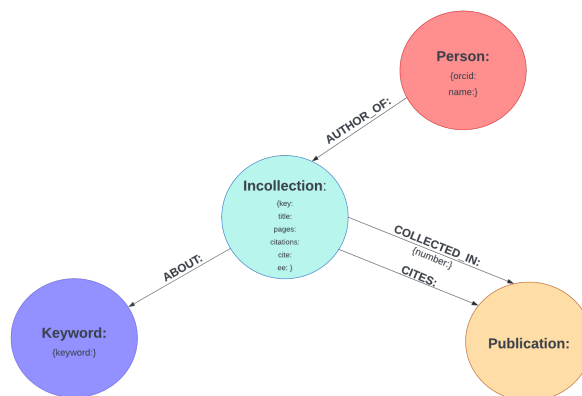 Person:
{orcid:
name:}
AUTHOR_OF:
Incollection:
{key:
title:
pages:
citations:
cite:
ee: }
COLLECTED_IN:
{number:}
CITES:
ABOUT:
Keyword:
{keyword:}
Publication: